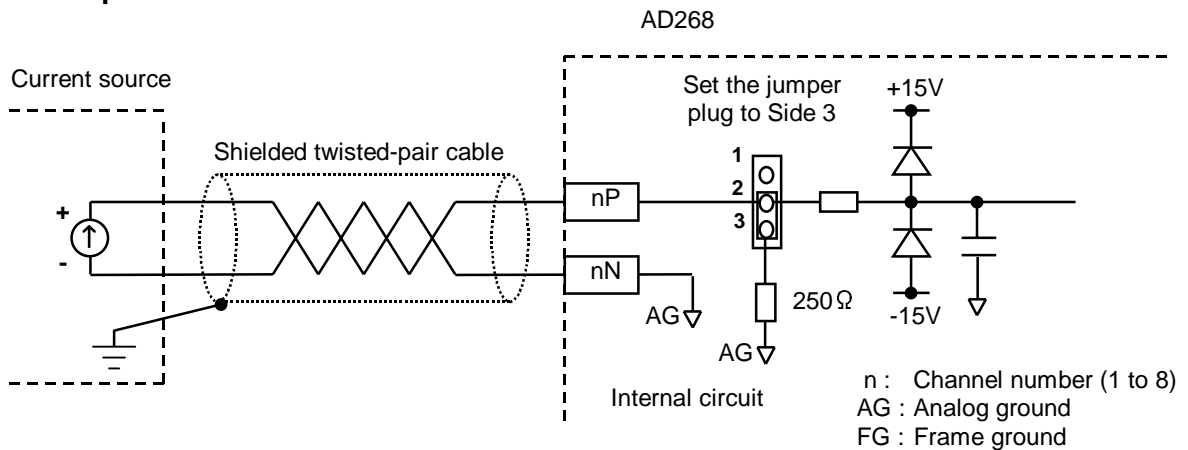 AD268
Current source
Set the jumper
plug to Side 3
+15V
Shielded twisted-pair cable
1
2
3
+
-
nP
nN
AG
250Ω
-15V
AG
Internal circuit
n : Channel number (1 to 8)
AG : Analog ground
FG : Frame ground